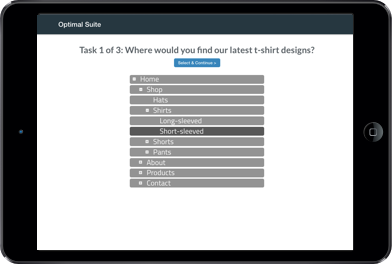 Optimal Suite
Task 1 of 3: Where would you find our latest t-shirt designs?
Select & Continue »
Home
Shop
Hats
Shirts
Long-sleeved
Short-sleeved
Shorts
Pants
About
Products
Contact